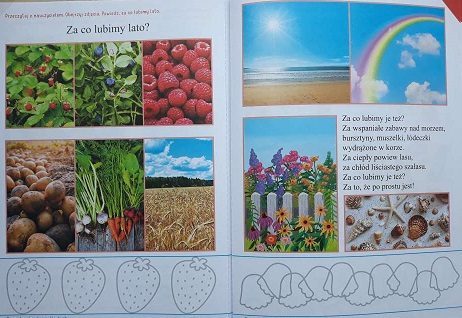 Przeczytaj z nauczycielem. Obejrzyj zdjęcia. Powiedz, za co lubimy lato.
Za co lubimy lato?
Za co lubimy je też?
Za wspaniałe zabawy nad morzem,
bursztyny, muszelki, łódeczki
wydrążone w korze.
Za ciepły powiew lasu,
za chłód liściastego szałasu.
Za co lubimy je też?
Za to, że po prostu jest!